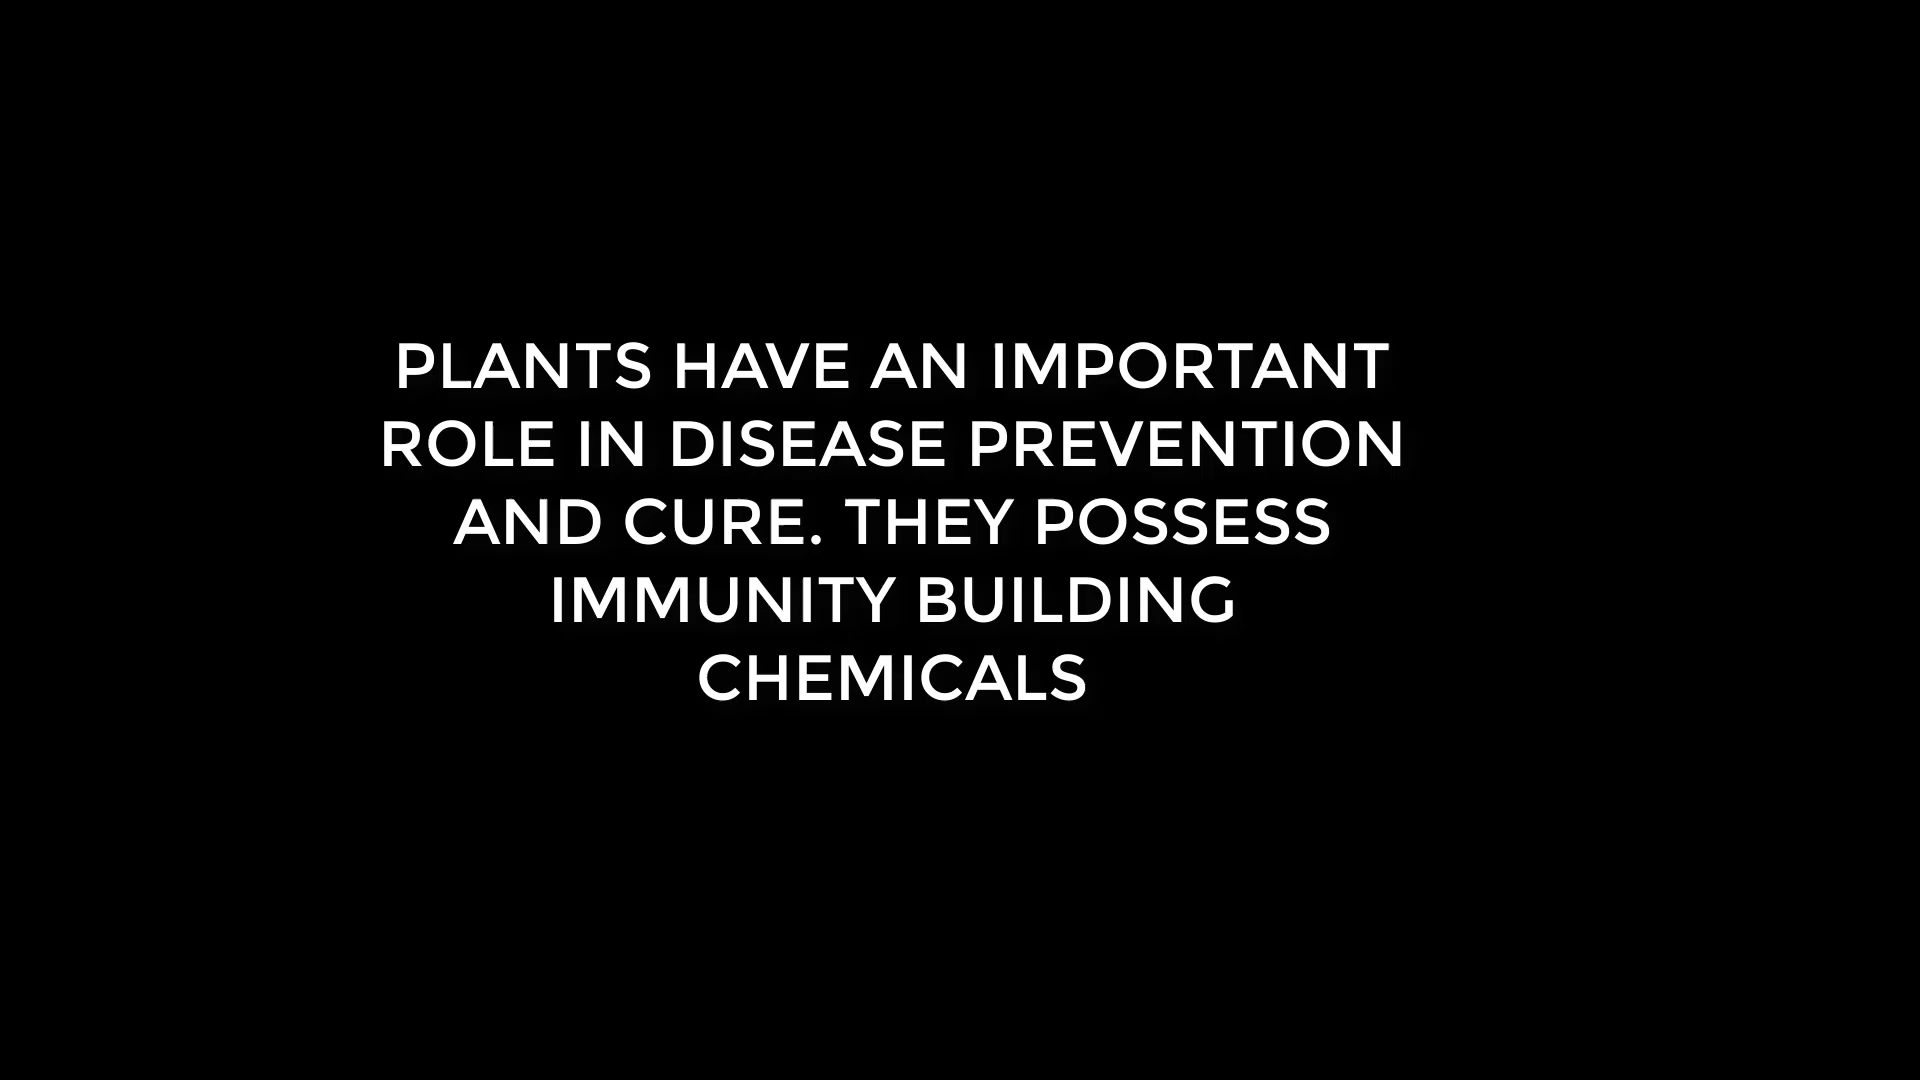 PLANTS HAVE AN IMPORTANT
ROLE IN DISEASE PREVENTION
AND CURE. THEY POSSESS
IMMUNITY BUILDING
CHEMICALS